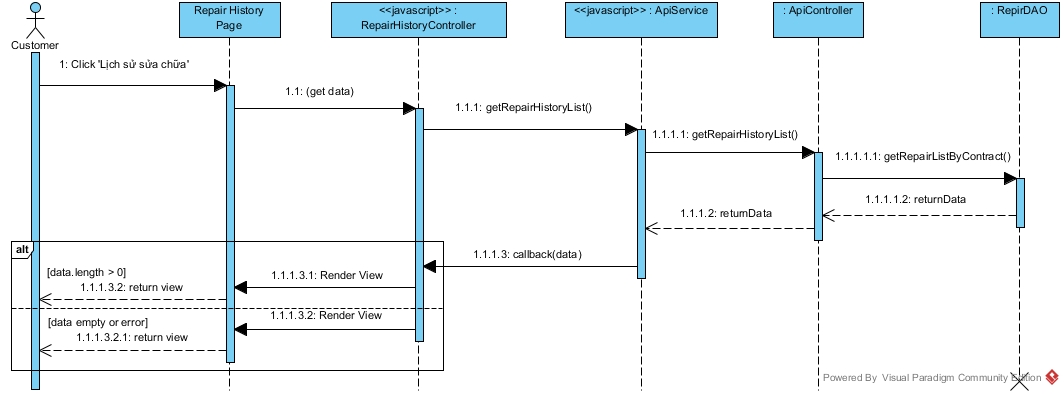 Customer
Repair History
Page
<<javascript>> :
RepairHistoryController
<<javascript>> : ApiService
: ApiController
: RepirDAO
1: Click 'Lịch sử sửa chữa'
1.1: (get data)
1.1.1: getRepairHistoryList()
1.1.1.1: getRepairHistoryList()
1.1.1.1.1: getRepairListByContract()
1.1.1.1.2: returnData
1.1.1.2: returnData
1.1.1.3: callback(data)
alt
[data.length > 0]
1.1.1.3.1: Render View
1.1.1.3.2: return view
[data empty or error]
1.1.1.3.2: Render View
1.1.1.3.2.1: return view
Powered By Visual Paradigm Community Edition